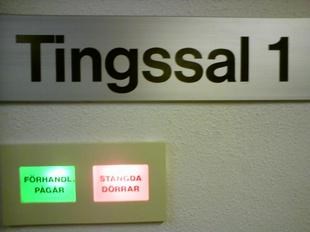 Tingssal 1
FÖRHANDL.
PÅGÅR
STÄNGDA
DÖRRAR